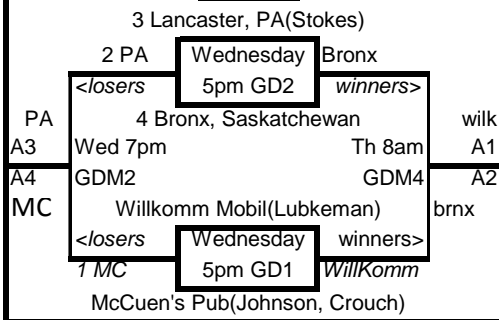 3 Lancaster, PA(Stokes)
2 PA Wednesday Bronx
<losers 5pm GD2 winners>
PA 4 Bronx, Saskatchewan wilk
A3 Wed 7pm Th 8am A1
A4 GDM2 GDM4 A2
MC Willkomm Mobil(Lubkeman) brnx
<losers Wednesday winners>
1 MC 5pm GD1 WillKomm
McCuen's Pub(Johnson, Crouch)